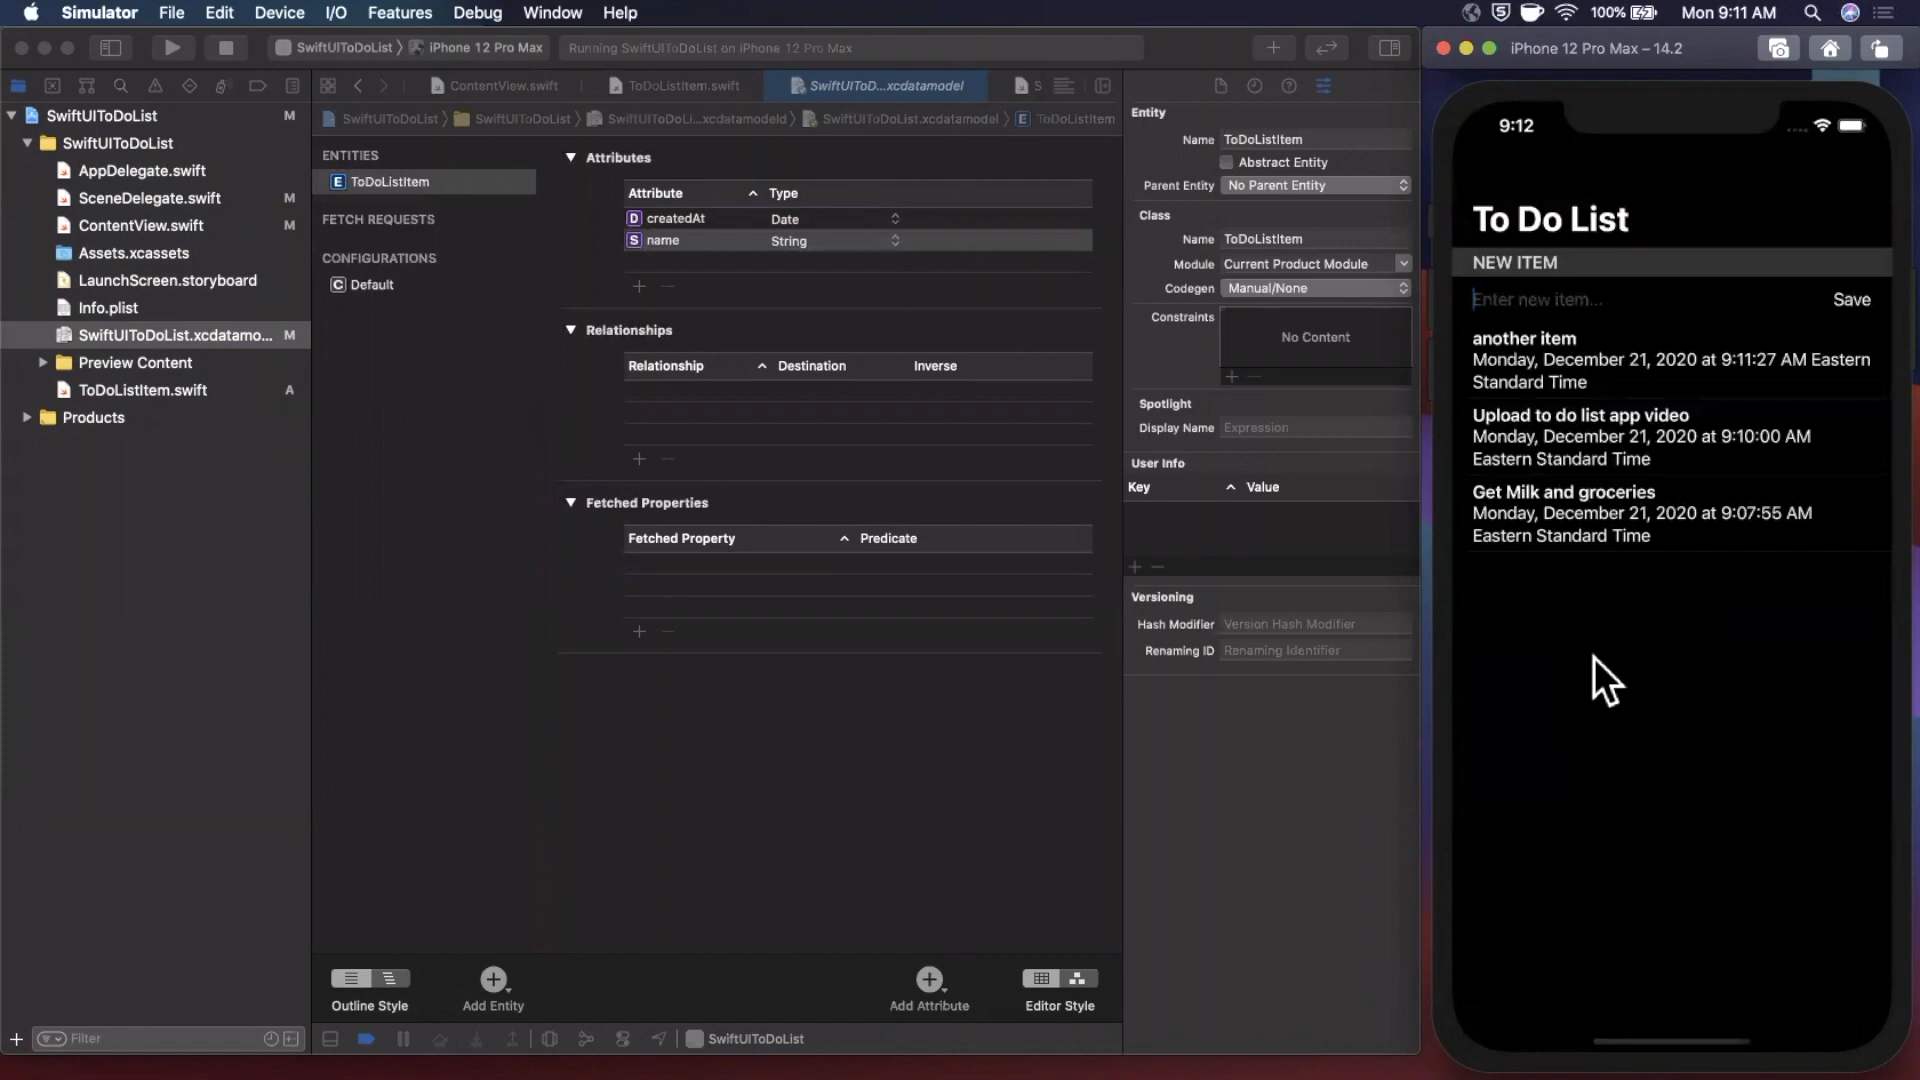 Simulator File Edit Device I/O Features Debug Window Help
100% Mon 9:11 AM
SwiftUIToDoList iPhone 12 Pro Max
Running SwiftUIToDoList on iPhone 12 Pro Max
iPhone 12 Pro Max – 14.2
ContentView.swift
ToDoListItem.swift
SwiftUIToD...xcdatamodel
S
SwiftUIToDoList SwiftUIToDoList SwiftUIToDoLi...xcdatamodeld SwiftUIToDoList.xcdatamodel E ToDoListItem
SwiftUIToDoList M
SwiftUIToDoList
AppDelegate.swift
SceneDelegate.swift M
ContentView.swift M
Assets.xcassets
LaunchScreen.storyboard
Info.plist
SwiftUIToDoList.xcdatamo... M
Preview Content
ToDoListItem.swift A
Products
Filter
ENTITIES
E ToDoListItem
FETCH REQUESTS
CONFIGURATIONS
C Default
Attributes
Attribute Type
D createdAt Date
S name String
Relationships
Relationship Destination Inverse
Fetched Properties
Fetched Property Predicate
Outline Style
Add Entity
Add Attribute
Editor Style
SwiftUIToDoList
Entity
Name ToDoListItem
Abstract Entity
Parent Entity No Parent Entity
Class
Name ToDoListItem
Module Current Product Module
Codegen Manual/None
Constraints No Content
Spotlight
Display Name Expression
User Info
Key Value
Versioning
Hash Modifier Version Hash Modifier
Renaming ID Renaming Identifier
9:12
To Do List
NEW ITEM
Enter new item... Save
another item
Monday, December 21, 2020 at 9:11:27 AM Eastern
Standard Time
Upload to do list app video
Monday, December 21, 2020 at 9:10:00 AM
Eastern Standard Time
Get Milk and groceries
Monday, December 21, 2020 at 9:07:55 AM
Eastern Standard Time